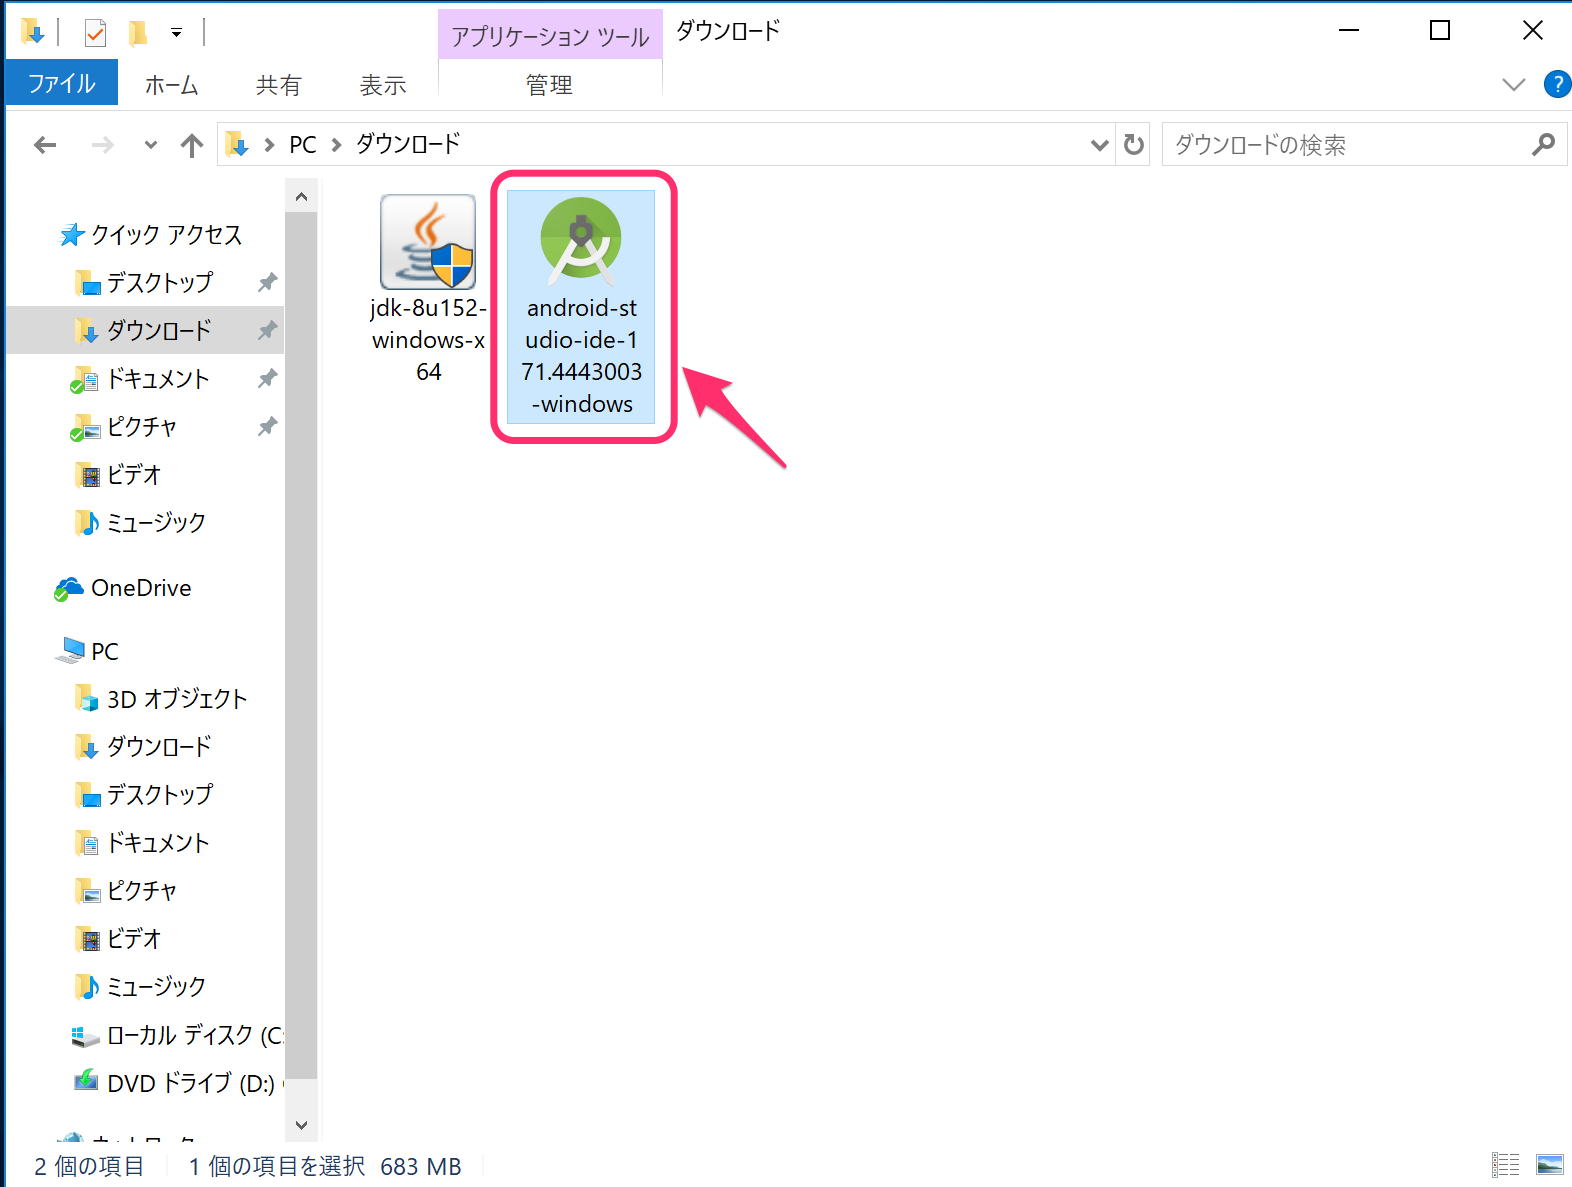 アプリケーション ツール
ダウンロード
ファイル
ホーム
共有
表示
管理
?
PC
ダウンロード
ダウンロードの検索
クイック アクセス
デスクトップ
ダウンロード
ドキュメント
ピクチャ
ビデオ
ミュージック
OneDrive
PC
3D オブジェクト
ダウンロード
デスクトップ
ドキュメント
ピクチャ
ビデオ
ミュージック
ローカル ディスク (C:
DVD ドライブ (D:)
jdk-8u152-
windows-x
64
android-st
udio-ide-1
71.4443003
-windows
2 個の項目
1 個の項目を選択 683 MB